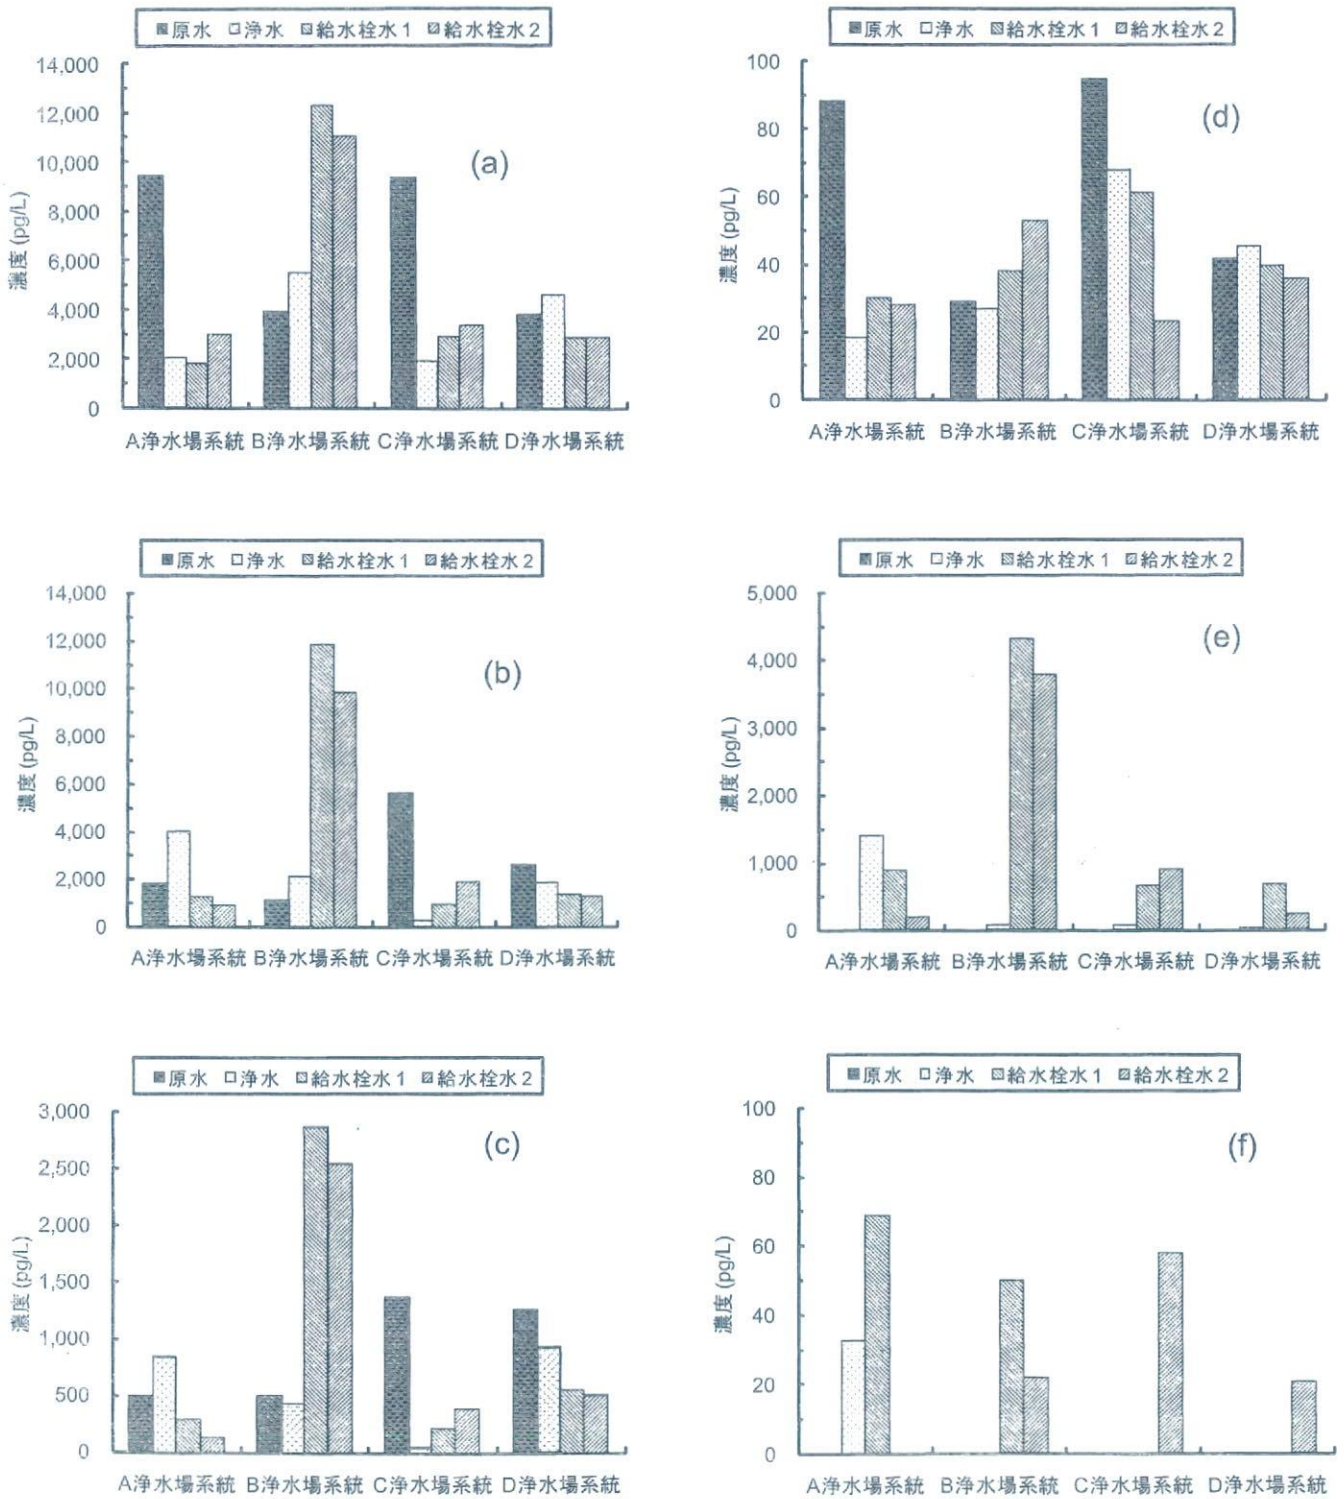 ■原水 □浄水 ▧給水栓水1 ▨給水栓水2
14,000
12,000
10,000
8,000
6,000
4,000
2,000
0
濃度 (pg/L)
(a)
A浄水場系統 B浄水場系統 C浄水場系統 D浄水場系統
■原水 □浄水 ▧給水栓水1 ▨給水栓水2
100
80
60
40
20
0
濃度 (pg/L)
(d)
A浄水場系統 B浄水場系統 C浄水場系統 D浄水場系統
■原水 □浄水 ▧給水栓水1 ▨給水栓水2
14,000
12,000
10,000
8,000
6,000
4,000
2,000
0
濃度 (pg/L)
(b)
A浄水場系統 B浄水場系統 C浄水場系統 D浄水場系統
■原水 □浄水 ▧給水栓水1 ▨給水栓水2
5,000
4,000
3,000
2,000
1,000
0
濃度 (pg/L)
(e)
A浄水場系統 B浄水場系統 C浄水場系統 D浄水場系統
■原水 □浄水 ▧給水栓水1 ▨給水栓水2
3,000
2,500
2,000
1,500
1,000
500
0
濃度 (pg/L)
(c)
A浄水場系統 B浄水場系統 C浄水場系統 D浄水場系統
■原水 □浄水 ▧給水栓水1 ▨給水栓水2
100
80
60
40
20
0
濃度 (pg/L)
(f)
A浄水場系統 B浄水場系統 C浄水場系統 D浄水場系統